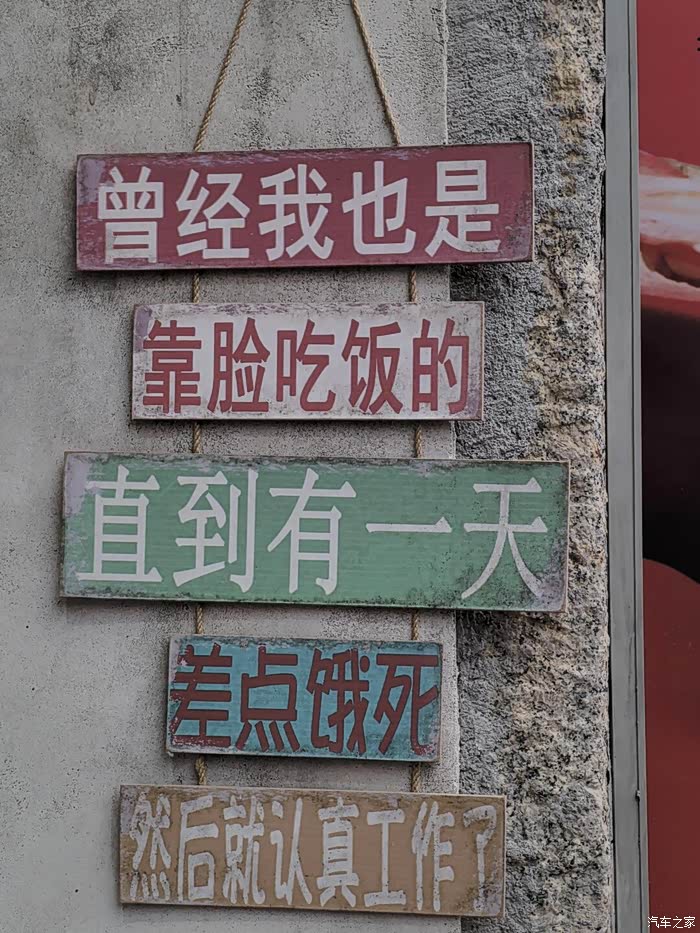 曾经我也是
靠脸吃饭的
直到有一天
差点饿死
然后就认真工作了
汽车之家